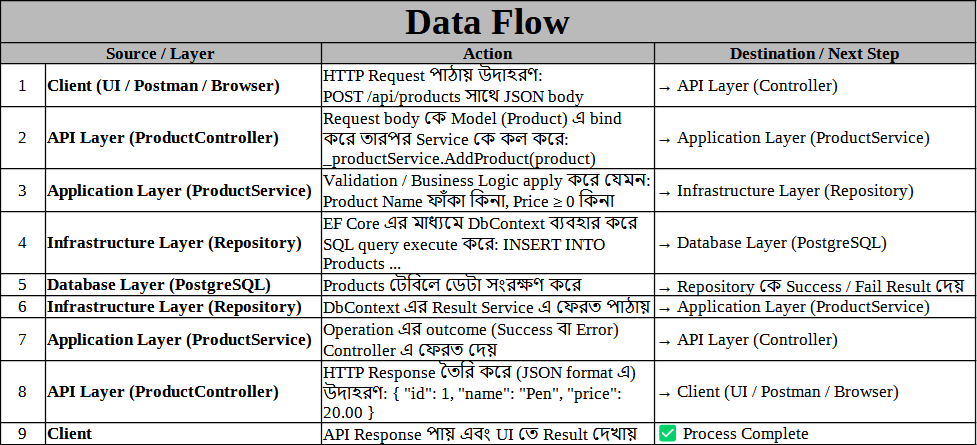 Data Flow
Source / Layer Action Destination / Next Step
1 Client (UI / Postman / Browser) HTTP Request পাঠায় উদাহরণ: → API Layer (Controller)
POST /api/products সাথে JSON body
2 API Layer (ProductController) Request body কে Model (Product) এ bind → Application Layer (ProductService)
করে তারপর Service কে কল করে:
_productService.AddProduct(product)
3 Application Layer (ProductService) Validation / Business Logic apply করে যেমন: → Infrastructure Layer (Repository)
Product Name ফাঁকা কিনা, Price ≥ 0 কিনা
4 Infrastructure Layer (Repository) EF Core এর মাধ্যমে DbContext ব্যবহার করে → Database Layer (PostgreSQL)
SQL query execute করে: INSERT INTO
Products ...
5 Database Layer (PostgreSQL) Products টেবিলে ডেটা সংরক্ষণ করে → Repository কে Success / Fail Result দেয়
6 Infrastructure Layer (Repository) DbContext এর Result Service এ ফেরত পাঠায় → Application Layer (ProductService)
7 Application Layer (ProductService) Operation এর outcome (Success বা Error) → API Layer (Controller)
Controller এ ফেরত দেয়
8 API Layer (ProductController) HTTP Response তৈরি করে (JSON format এ) → Client (UI / Postman / Browser)
উদাহরণ: { "id": 1, "name": "Pen", "price":
20.00 }
9 Client API Response পায় এবং UI তে Result দেখায় ✅ Process Complete